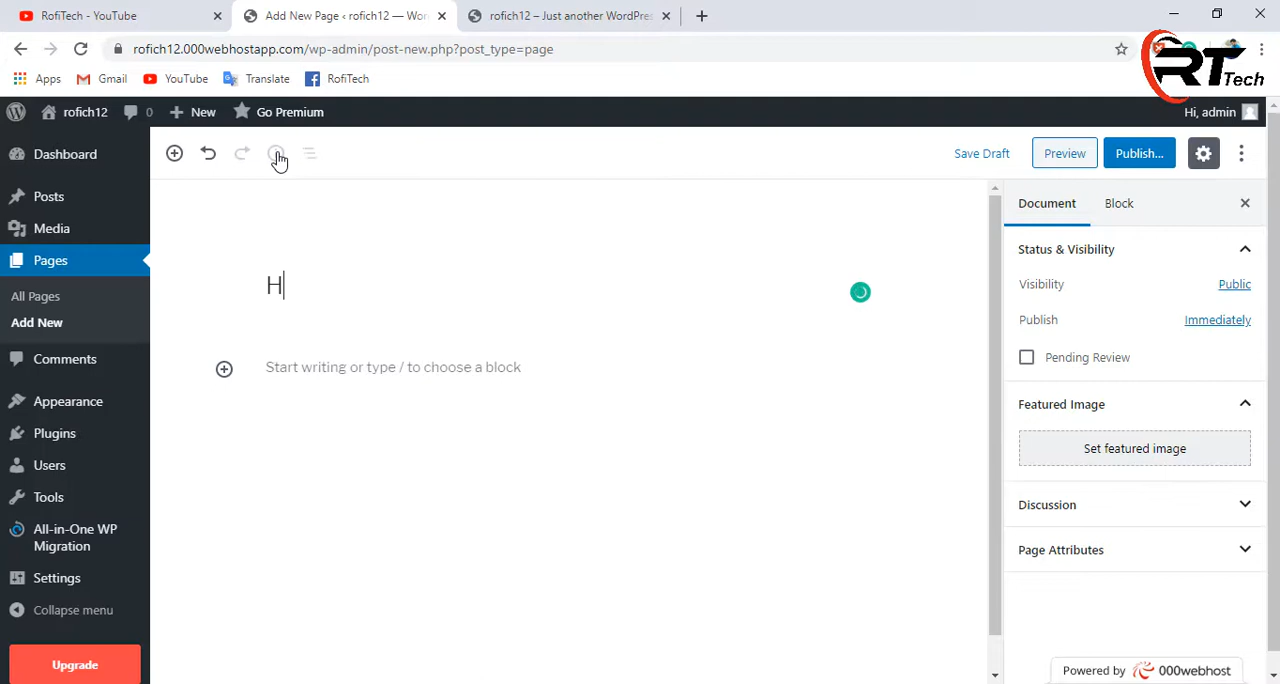 RofiTech - YouTube
Add New Page ‹ rofich12 — Wor
rofich12 – Just another WordPres
rofich12.000webhostapp.com/wp-admin/post-new.php?post_type=page
Apps
Gmail
YouTube
Translate
RofiTech
RT Tech
rofich12
0
New
Go Premium
Hi, admin
Dashboard
Posts
Media
Pages
All Pages
Add New
Comments
Appearance
Plugins
Users
Tools
All-in-One WP
Migration
Settings
Collapse menu
Upgrade
Save Draft
Preview
Publish...
H
Start writing or type / to choose a block
Document
Block
Status & Visibility
Visibility
Public
Publish
Immediately
Pending Review
Featured Image
Set featured image
Discussion
Page Attributes
Powered by 000webhost